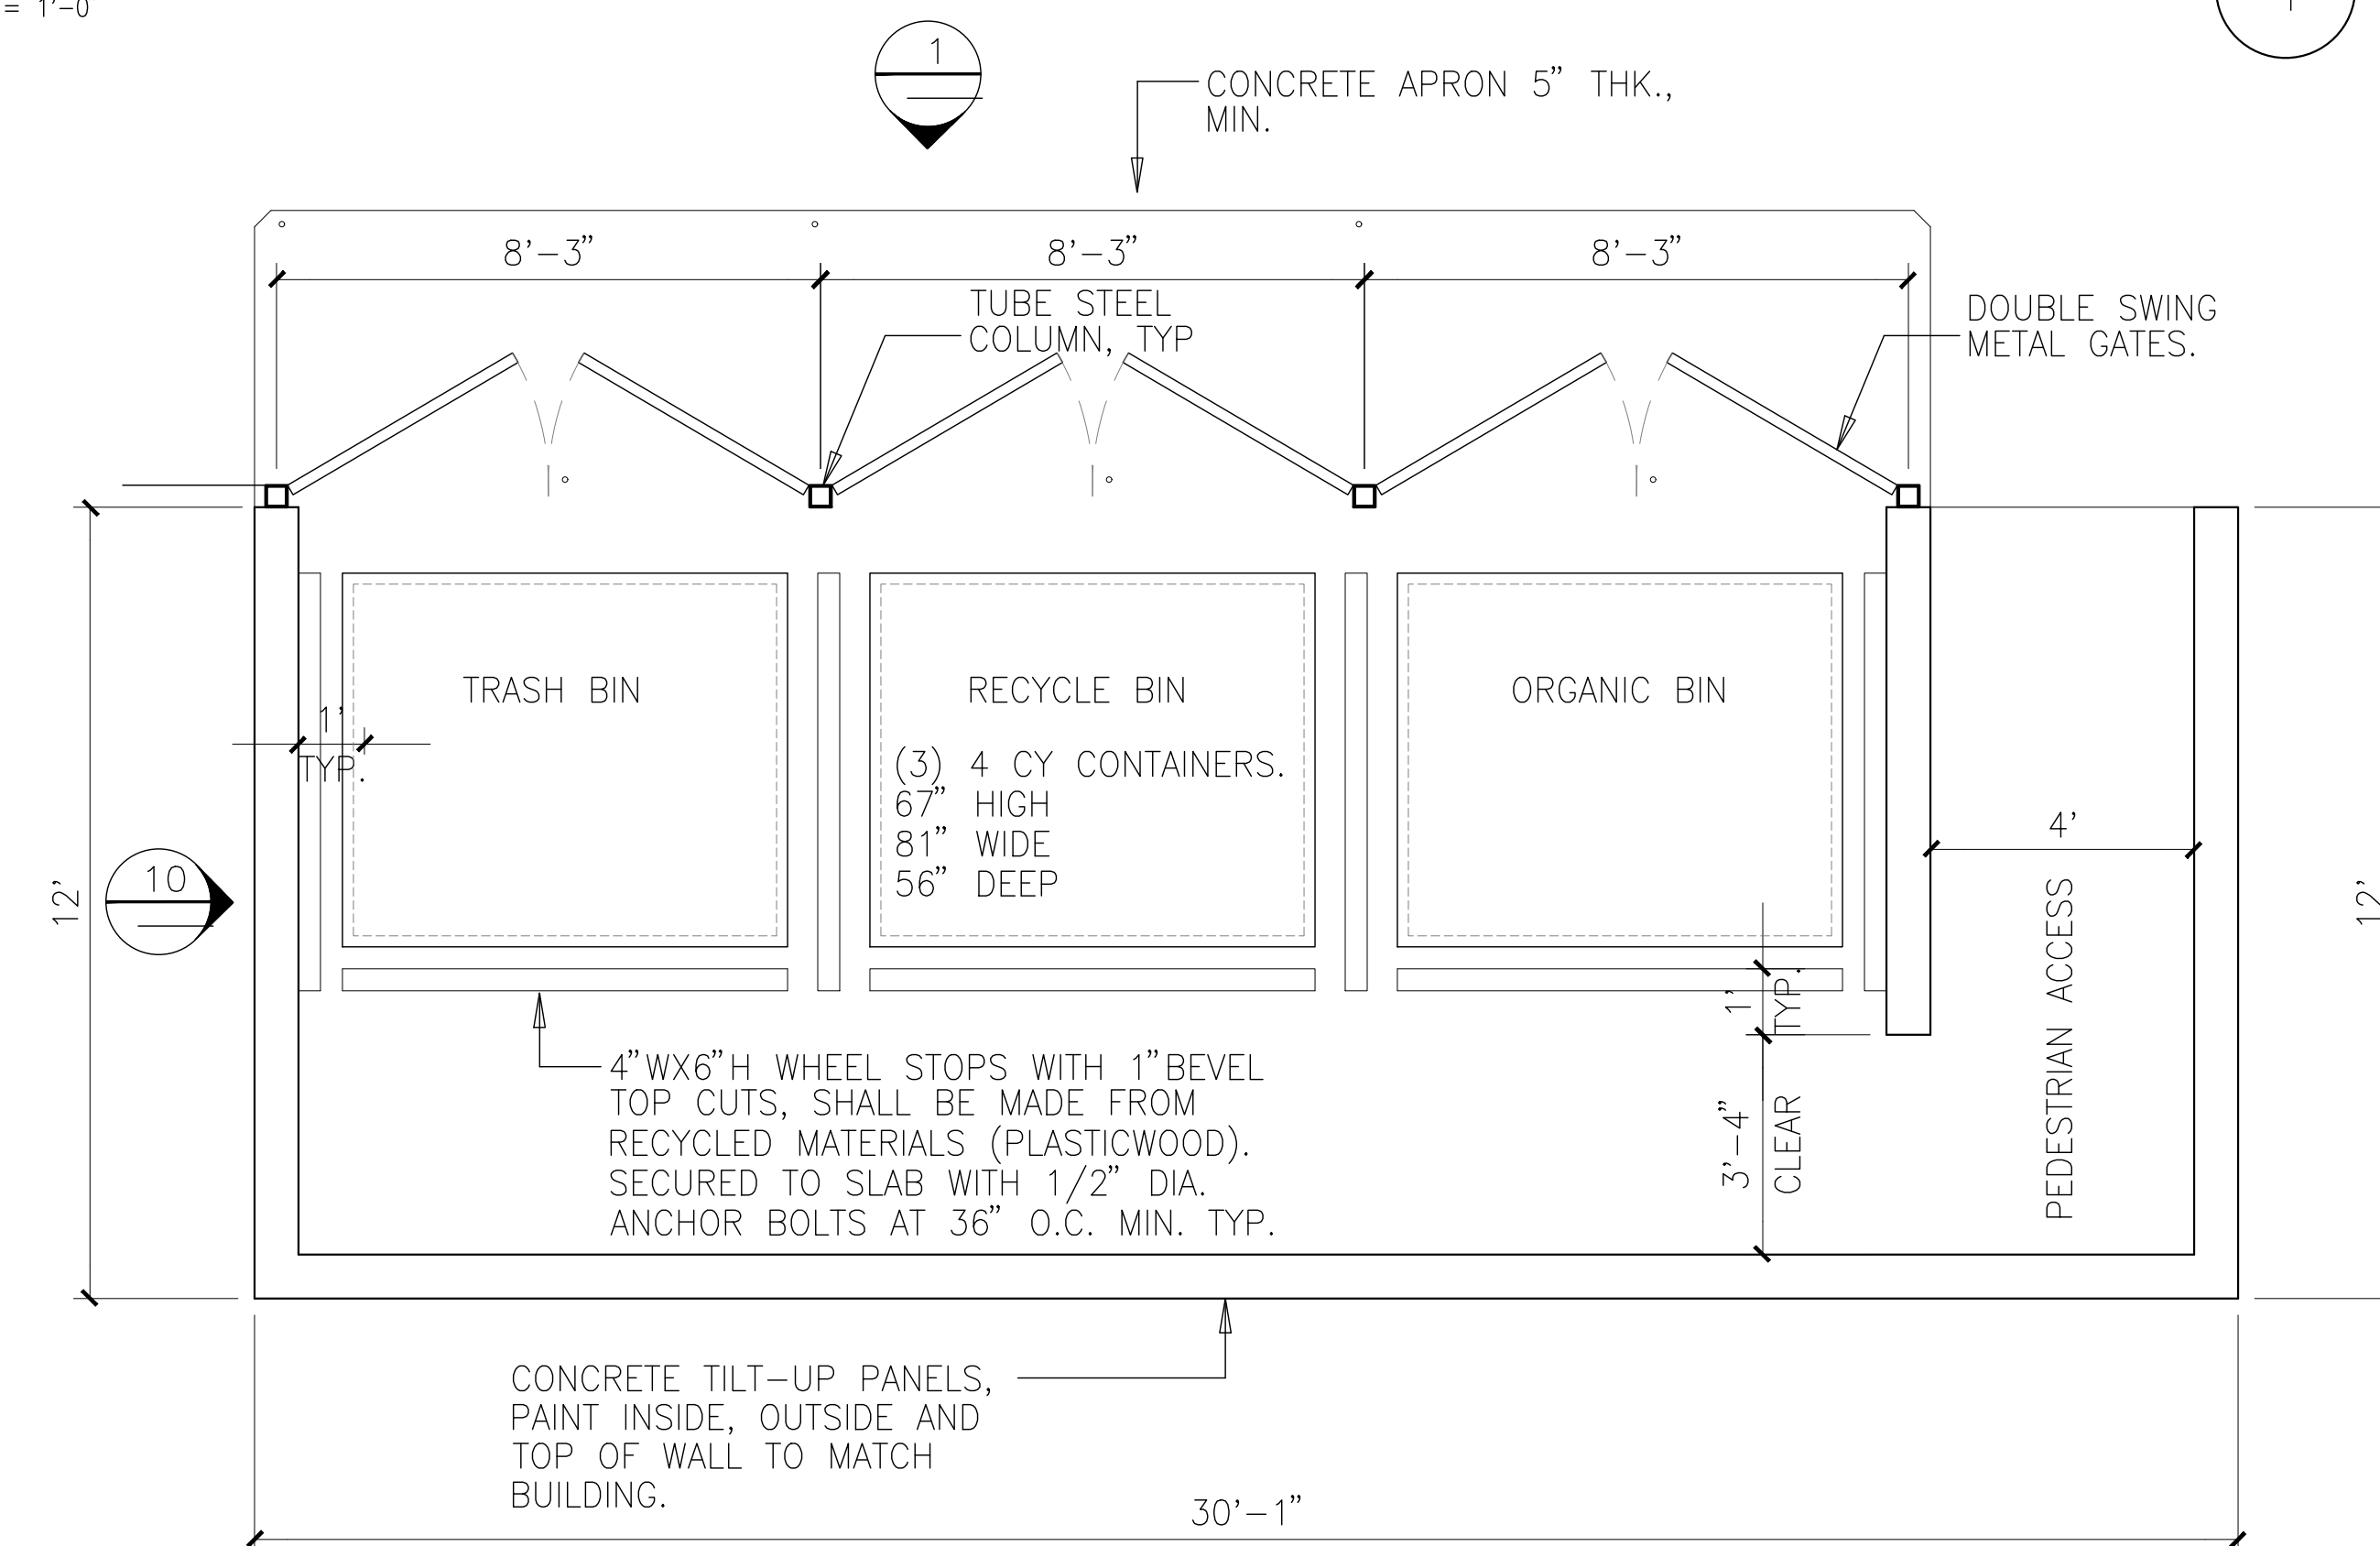 = 1'-0
1
CONCRETE APRON 5" THK.,
MIN.
8'-3"
8'-3"
8'-3"
TUBE STEEL
COLUMN, TYP
DOUBLE SWING
METAL GATES.
TRASH BIN
RECYCLE BIN
ORGANIC BIN
1'
TYP.
(3) 4 CY CONTAINERS.
67" HIGH
81" WIDE
56" DEEP
4'
PEDESTRIAN ACCESS
12'
10
12'
1'
TYP.
4"WX6"H WHEEL STOPS WITH 1"BEVEL
TOP CUTS, SHALL BE MADE FROM
RECYCLED MATERIALS (PLASTICWOOD).
SECURED TO SLAB WITH 1/2" DIA.
ANCHOR BOLTS AT 36" O.C. MIN. TYP.
3'-4"
CLEAR
CONCRETE TILT-UP PANELS,
PAINT INSIDE, OUTSIDE AND
TOP OF WALL TO MATCH
BUILDING.
30'-1"